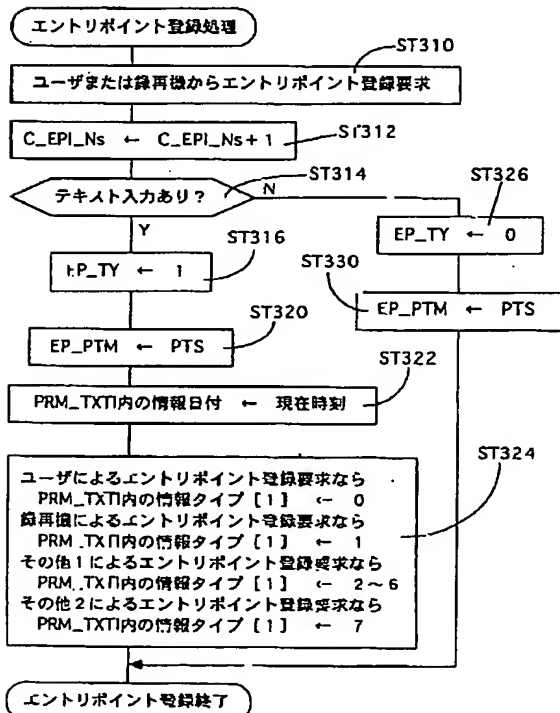 エントリポイント登録処理
ST310
ユーザまたは録再機からエントリポイント登録要求
C_EPI_Ns ← C_EPI_Ns+1
ST312
テキスト入力あり?
N
ST314
ST326
Y
EP_TY ← 0
EP_TY ← 1
ST316
ST330
EP_PTM ← PTS
ST320
EP_PTM ← PTS
ST322
PRM_TXTI内の情報日付 ← 現在時刻
ST324
ユーザによるエントリポイント登録要求なら
PRM_TXTI内の情報タイプ [1] ← 0
録再機によるエントリポイント登録要求なら
PRM_TXTI内の情報タイプ [1] ← 1
その他1によるエントリポイント登録要求なら
PRM_TXTI内の情報タイプ [1] ← 2~6
その他2によるエントリポイント登録要求なら
PRM_TXTI内の情報タイプ [1] ← 7
エントリポイント登録終了